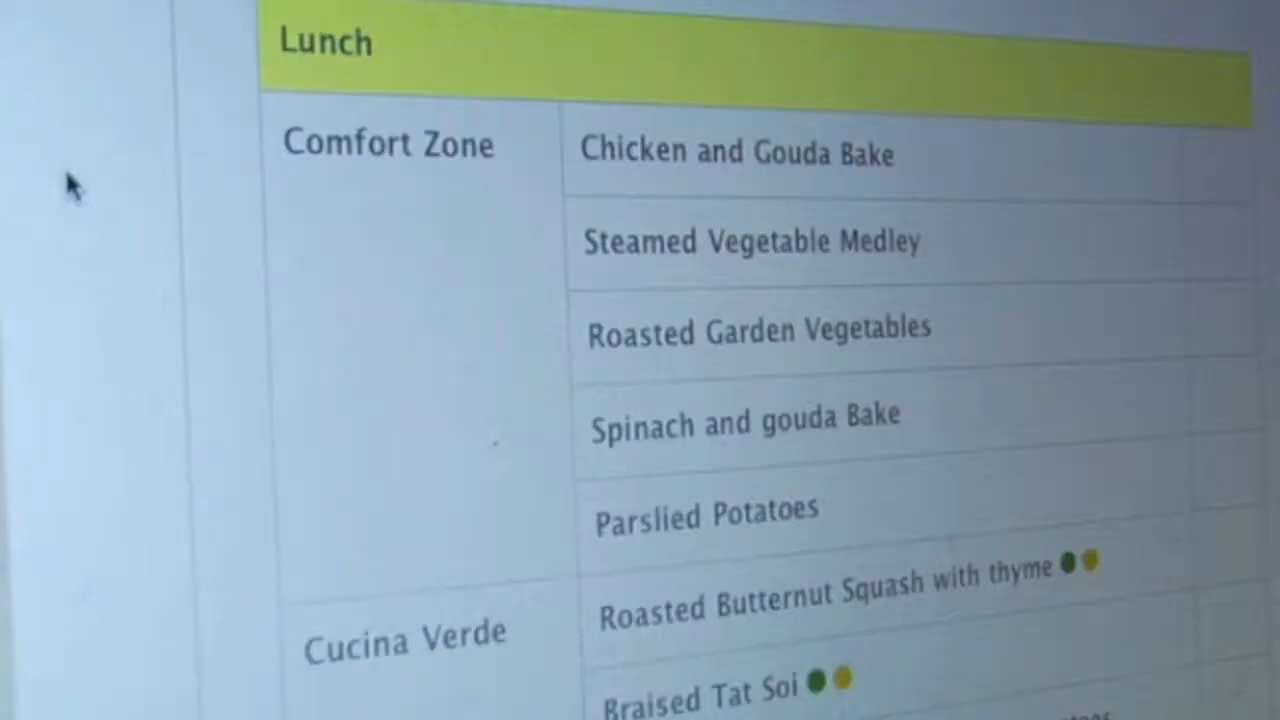 Lunch
Comfort Zone
Chicken and Gouda Bake
Steamed Vegetable Medley
Roasted Garden Vegetables
Spinach and gouda Bake
Parslied Potatoes
Cucina Verde
Roasted Butternut Squash with thyme
Braised Tat Soi